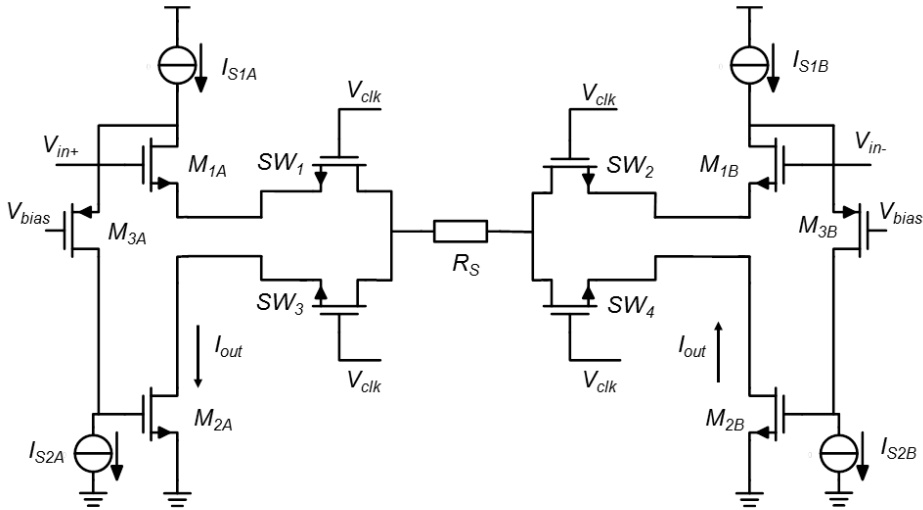 I_S1A
I_S1B
V_clk
V_clk
V_in+
M_1A
SW_1
SW_2
M_1B
V_in-
V_bias
M_3A
R_S
M_3B
V_bias
SW_3
SW_4
I_out
V_clk
V_clk
I_out
M_2A
M_2B
I_S2A
I_S2B